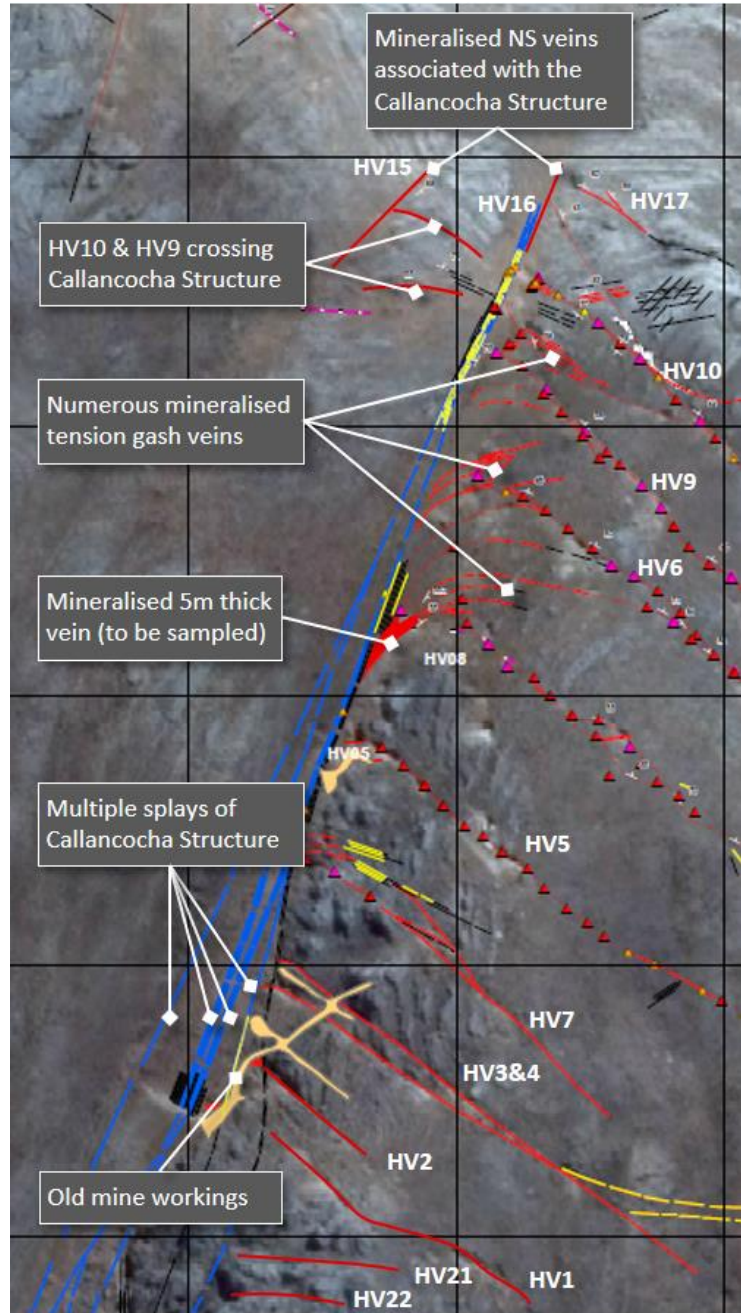 Mineralised NS veins
associated with the
Callancocha Structure
HV15
HV16
HV17
HV10 & HV9 crossing
Callancocha Structure
HV10
Numerous mineralised
tension gash veins
HV9
HV6
Mineralised 5m thick
vein (to be sampled)
HV08
HV05
Multiple splays of
Callancocha Structure
HV5
HV7
HV3&4
HV2
Old mine workings
HV21
HV1
HV22